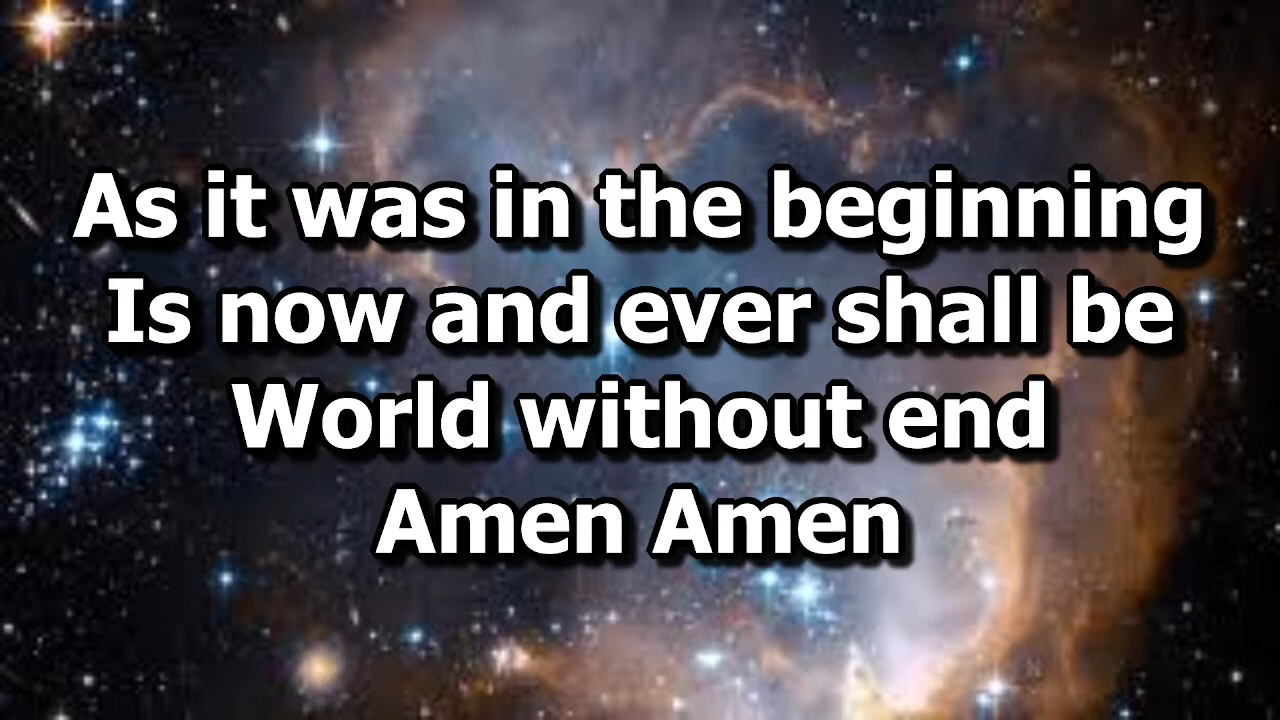 As it was in the beginning
Is now and ever shall be
World without end
Amen Amen